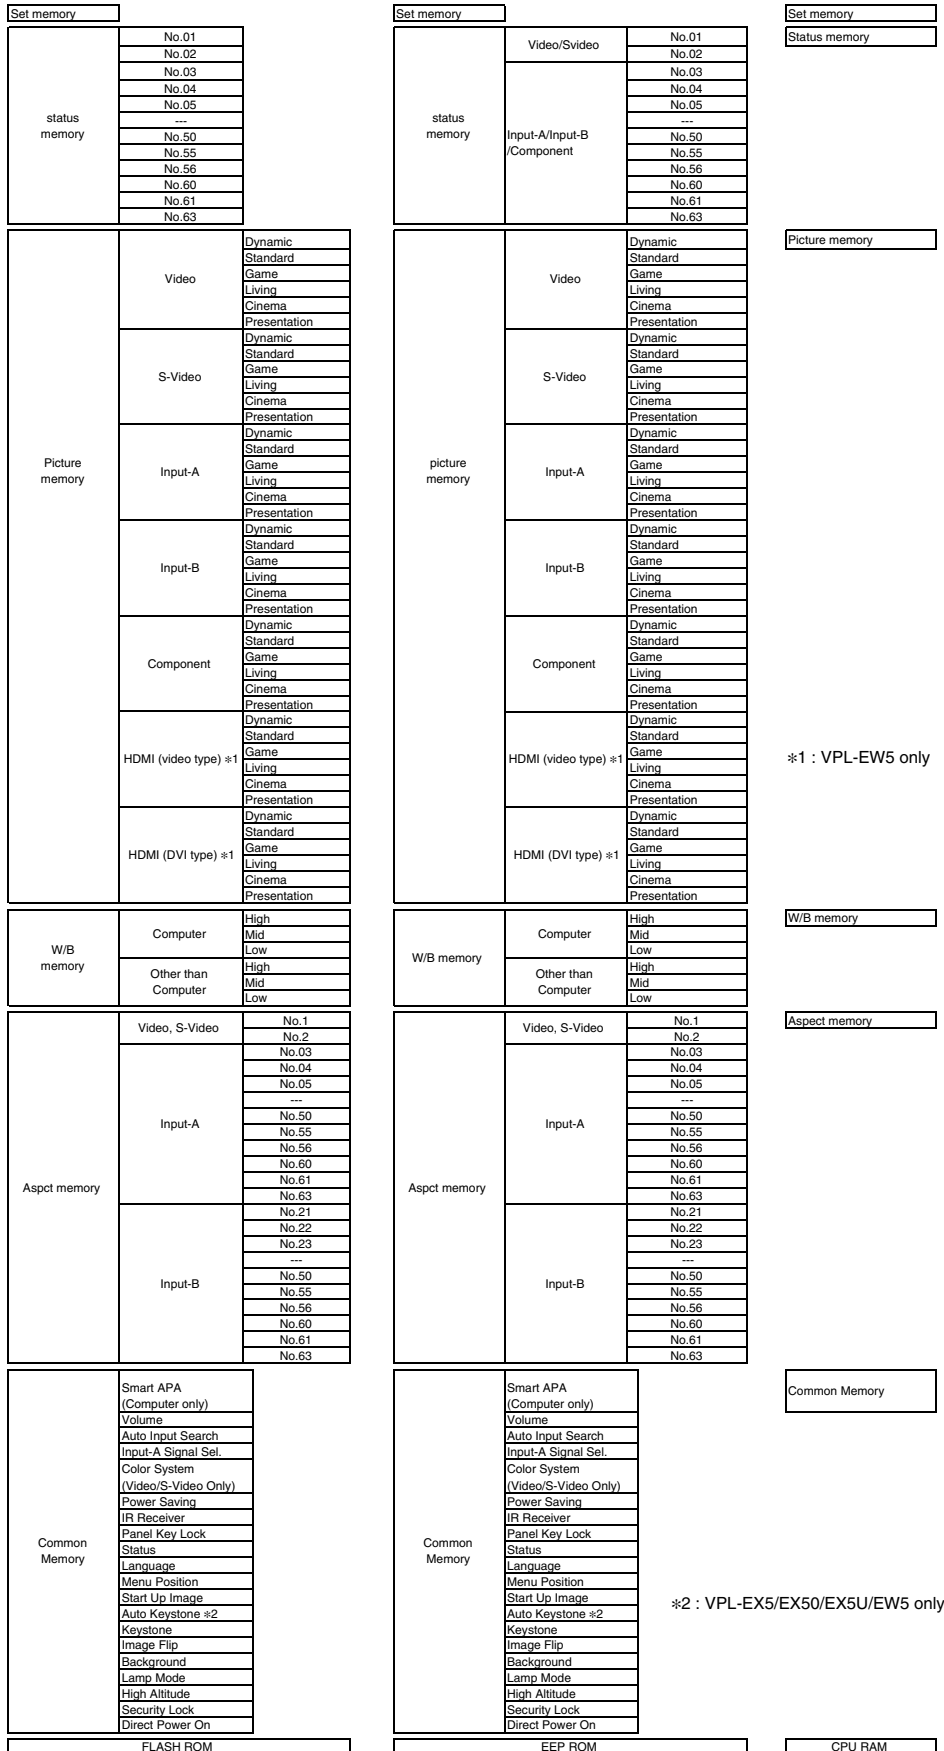 Set memory
status
memory
No.01
No.02
No.03
No.04
No.05
---
No.50
No.55
No.56
No.60
No.61
No.63
Picture
memory
Video
Dynamic
Standard
Game
Living
Cinema
Presentation
S-Video
Dynamic
Standard
Game
Living
Cinema
Presentation
Input-A
Dynamic
Standard
Game
Living
Cinema
Presentation
Input-B
Dynamic
Standard
Game
Living
Cinema
Presentation
Component
Dynamic
Standard
Game
Living
Cinema
Presentation
HDMI (video type) *1
Dynamic
Standard
Game
Living
Cinema
Presentation
HDMI (DVI type) *1
Dynamic
Standard
Game
Living
Cinema
Presentation
W/B
memory
Computer
High
Mid
Low
Other than
Computer
High
Mid
Low
Aspct memory
Video, S-Video
No.1
No.2
Input-A
No.03
No.04
No.05
---
No.50
No.55
No.56
No.60
No.61
No.63
Input-B
No.21
No.22
No.23
---
No.50
No.55
No.56
No.60
No.61
No.63
Common
Memory
Smart APA
(Computer only)
Volume
Auto Input Search
Input-A Signal Sel.
Color System
(Video/S-Video Only)
Power Saving
IR Receiver
Panel Key Lock
Status
Language
Menu Position
Start Up Image
Auto Keystone *2
Keystone
Image Flip
Background
Lamp Mode
High Altitude
Security Lock
Direct Power On
FLASH ROM
Set memory
status
memory
Video/Svideo
No.01
No.02
Input-A/Input-B
/Component
No.03
No.04
No.05
---
No.50
No.55
No.56
No.60
No.61
No.63
picture
memory
Video
Dynamic
Standard
Game
Living
Cinema
Presentation
S-Video
Dynamic
Standard
Game
Living
Cinema
Presentation
Input-A
Dynamic
Standard
Game
Living
Cinema
Presentation
Input-B
Dynamic
Standard
Game
Living
Cinema
Presentation
Component
Dynamic
Standard
Game
Living
Cinema
Presentation
HDMI (video type) *1
Dynamic
Standard
Game
Living
Cinema
Presentation
HDMI (DVI type) *1
Dynamic
Standard
Game
Living
Cinema
Presentation
W/B memory
Computer
High
Mid
Low
Other than
Computer
High
Mid
Low
Aspct memory
Video, S-Video
No.1
No.2
Input-A
No.03
No.04
No.05
---
No.50
No.55
No.56
No.60
No.61
No.63
Input-B
No.21
No.22
No.23
---
No.50
No.55
No.56
No.60
No.61
No.63
Common
Memory
Smart APA
(Computer only)
Volume
Auto Input Search
Input-A Signal Sel.
Color System
(Video/S-Video Only)
Power Saving
IR Receiver
Panel Key Lock
Status
Language
Menu Position
Start Up Image
Auto Keystone *2
Keystone
Image Flip
Background
Lamp Mode
High Altitude
Security Lock
Direct Power On
EEP ROM
Set memory
Status memory
Picture memory
*1 : VPL-EW5 only
W/B memory
Aspect memory
Common Memory
*2 : VPL-EX5/EX50/EX5U/EW5 only
CPU RAM